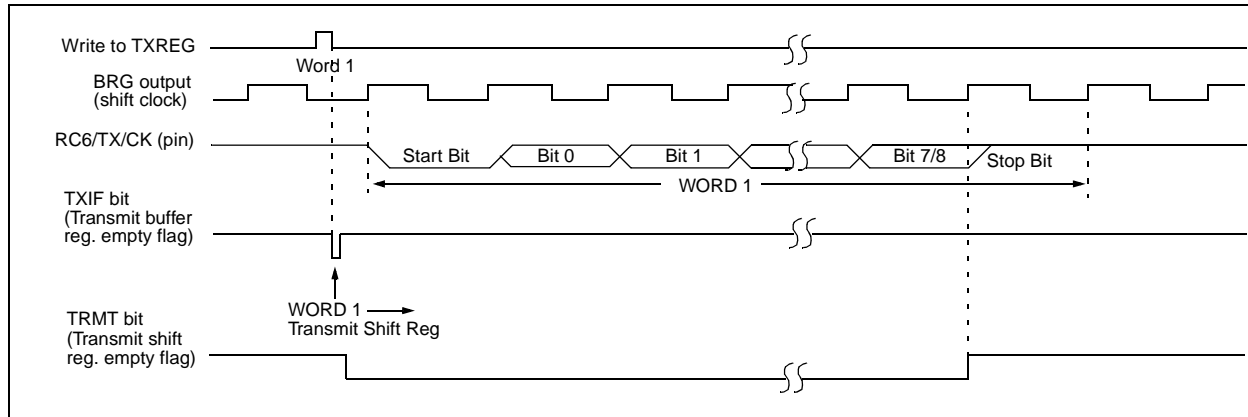 Write to TXREG
Word 1
BRG output
(shift clock)
RC6/TX/CK (pin)
Start Bit
Bit 0
Bit 1
Bit 7/8
Stop Bit
WORD 1
TXIF bit
(Transmit buffer
reg. empty flag)
WORD 1
Transmit Shift Reg
TRMT bit
(Transmit shift
reg. empty flag)